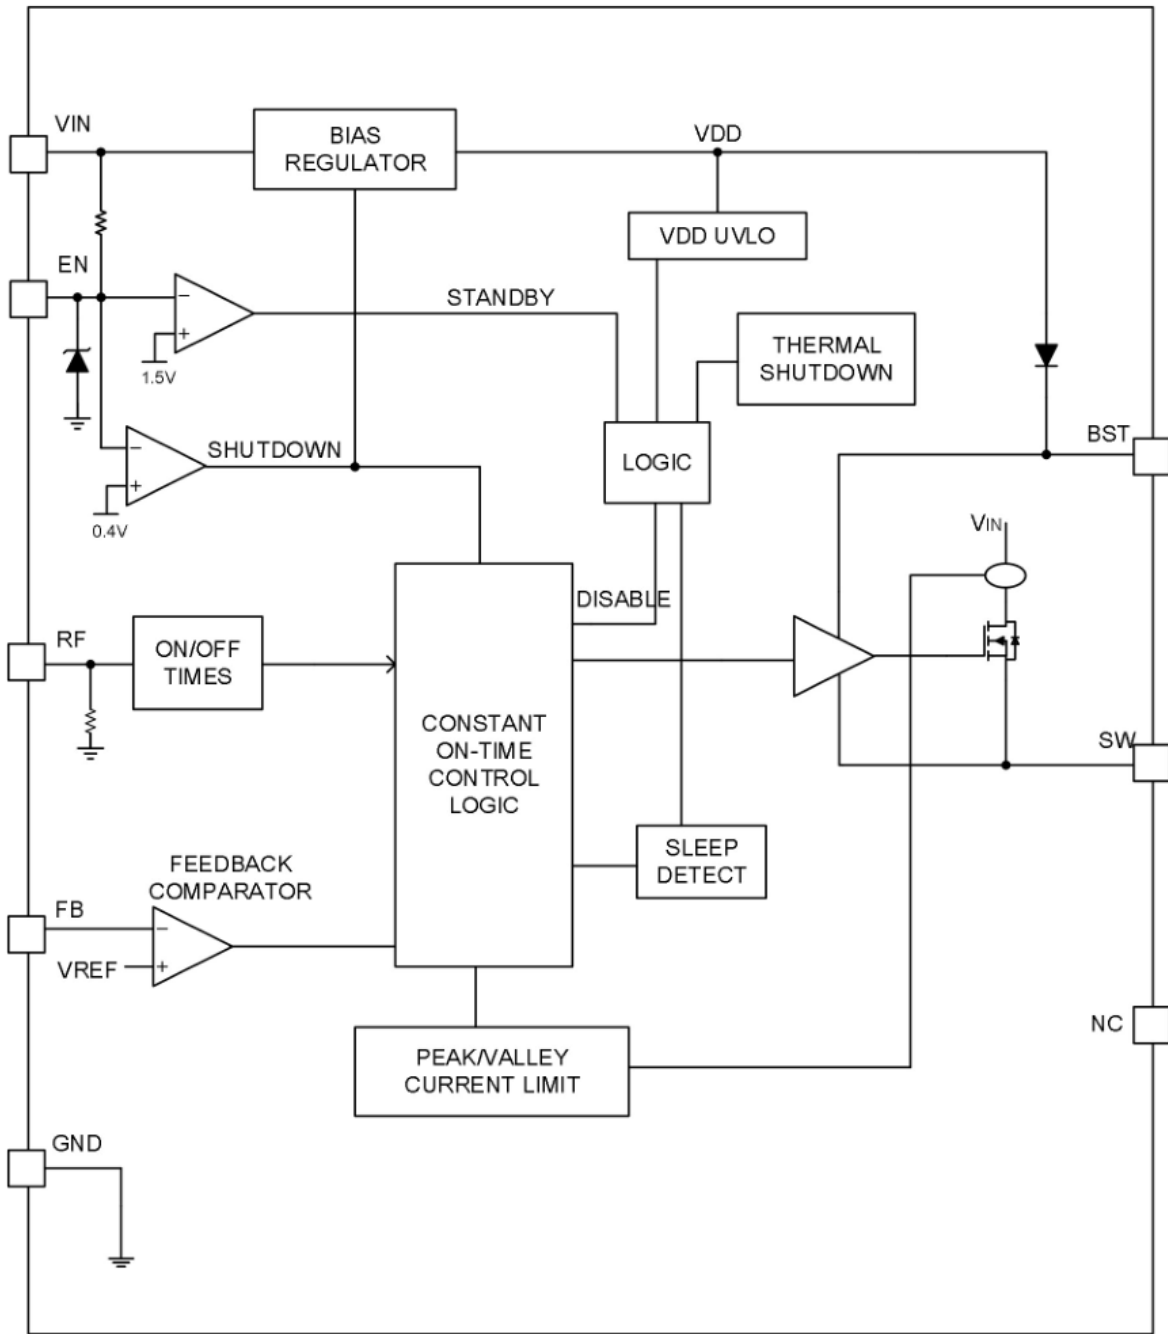 VIN
BIAS
REGULATOR
VDD
VDD UVLO
EN
−
+
1.5V
STANDBY
THERMAL
SHUTDOWN
−
+
0.4V
SHUTDOWN
LOGIC
BST
VIN
DISABLE
RF
ON/OFF
TIMES
CONSTANT
ON-TIME
CONTROL
LOGIC
SW
SLEEP
DETECT
FEEDBACK
COMPARATOR
FB
−
VREF
+
NC
PEAK/VALLEY
CURRENT LIMIT
GND